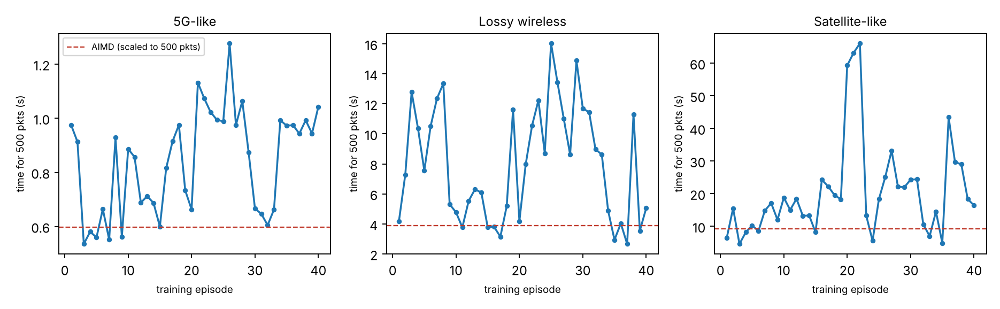 5G-like
AIMD (scaled to 500 pkts)
time for 500 pkts (s)
1.2
1.0
0.8
0.6
0 10 20 30 40
training episode
Lossy wireless
time for 500 pkts (s)
16
14
12
10
8
6
4
2
0 10 20 30 40
training episode
Satellite-like
time for 500 pkts (s)
60
50
40
30
20
10
0 10 20 30 40
training episode